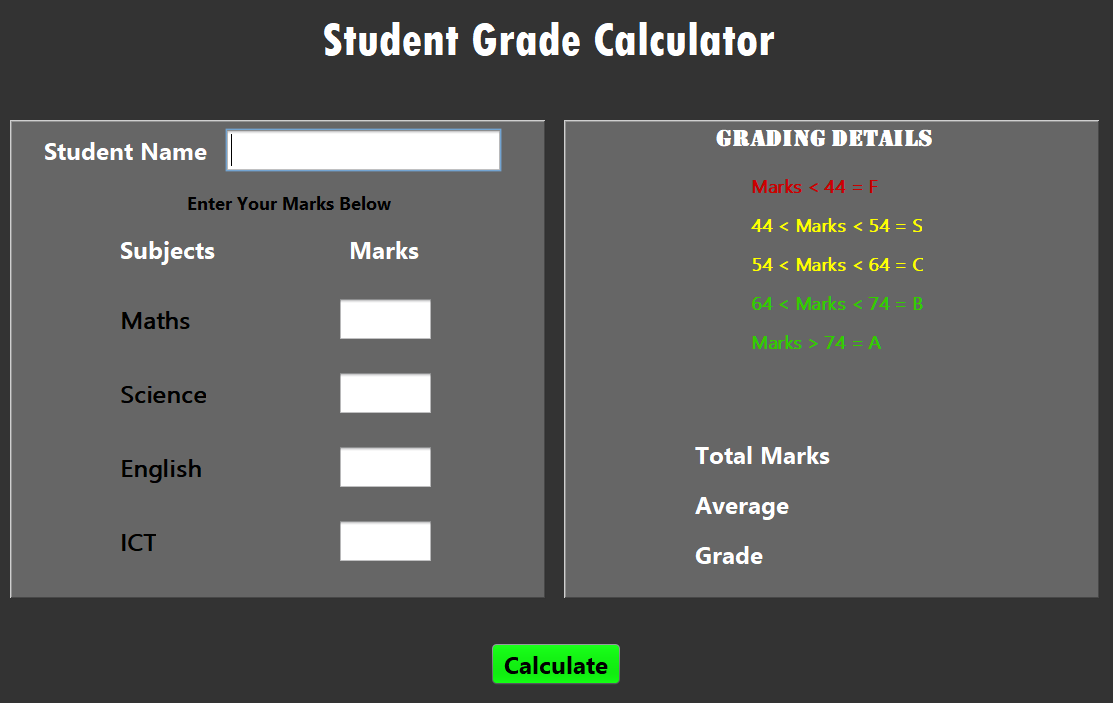 Student Grade Calculator
Student Name
Enter Your Marks Below
Subjects Marks
Maths
Science
English
ICT
GRADING DETAILS
Marks < 44 = F
44 < Marks < 54 = S
54 < Marks < 64 = C
64 < Marks < 74 = B
Marks > 74 = A
Total Marks
Average
Grade
Calculate